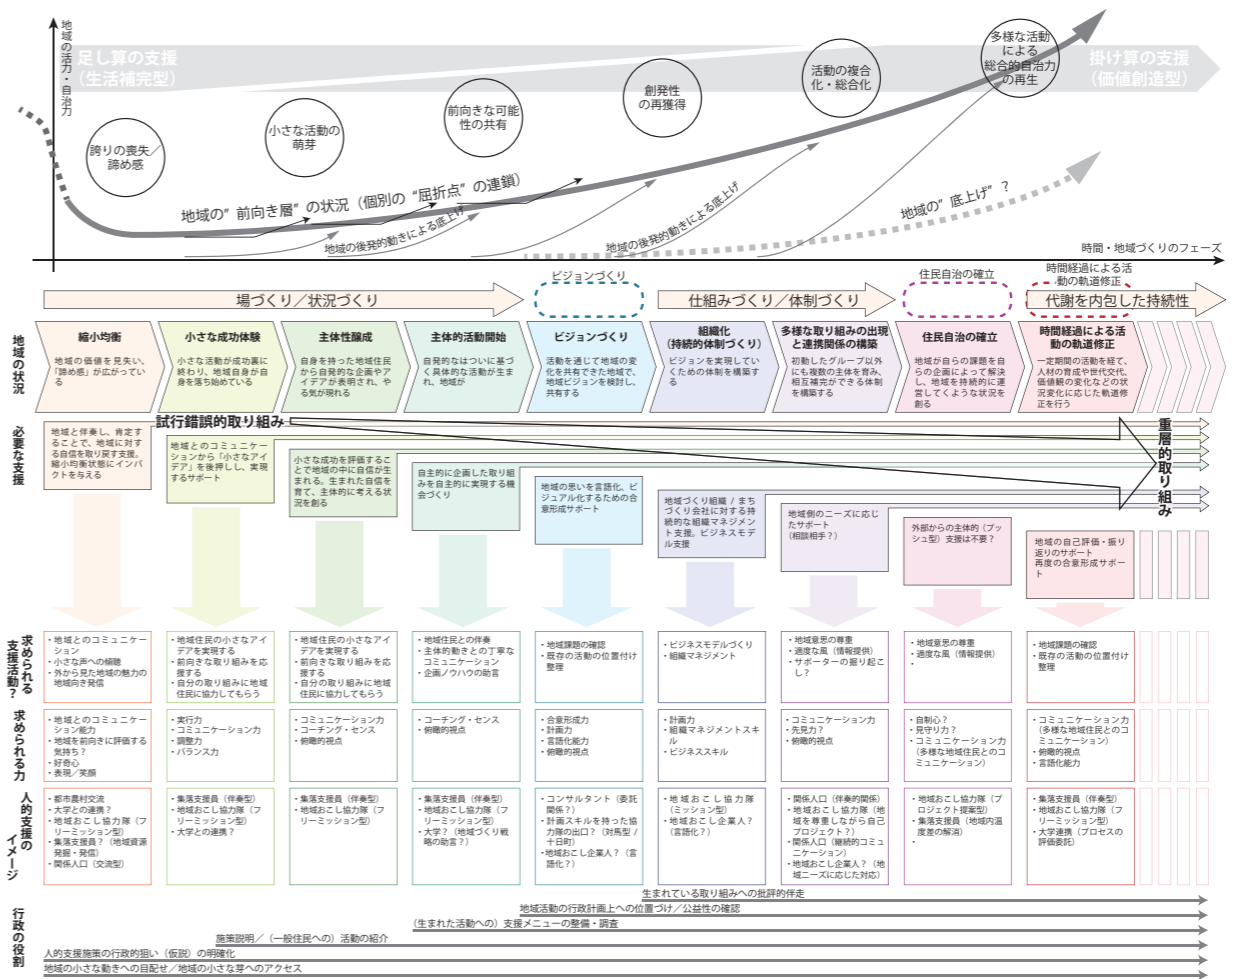 地域の活力・自治力
足し算の支援
（生活補完型）
掛け算の支援
（価値創造型）
誇りの喪失／
諦め感
小さな活動の
萌芽
前向きな可能
性の共有
創発性
の再獲得
活動の複合
化・総合化
多様な活動
による
総合的自治力
の再生
地域の”前向き層”の状況（個別の“屈折点”の連鎖）
地域の後発的動きによる底上げ
地域の後発的動きによる底上げ
地域の”底上げ”？
時間・地域づくりのフェーズ
場づくり／状況づくり
ビジョンづくり
仕組みづくり／体制づくり
住民自治の確立
時間経過による活
動の軌道修正
代謝を内包した持続性
地域の状況
縮小均衡
地域の価値を見失い、
「諦め感」が広がってい
る
小さな成功体験
小さな活動が成功裏に
終わり、地域自身が自
身を落ち始めている
主体性醸成
自身を持った地域住民
から自発的な企画やア
イデアが表明され、や
る気が現れる
主体的活動開始
自発的なはついに基づ
く具体的な活動が生ま
れ、地域が
ビジョンづくり
活動を通じて地域の変
化を共有できた地域で、
地域ビジョンを検討し、
共有する
組織化
（持続的体制づくり）
ビジョンを実現してい
くための体制を構築す
る
多様な取り組みの出現
と連携関係の構築
初動したグループ以外
にも複数の主体を育み、
相互補完ができる体制
を構築する
住民自治の確立
地域が自らの課題を自
らの企画によって解決
し、地域を持続的に運
営してくような状況を
創る
時間経過による活
動の軌道修正
一定期間の活動を経て、
人材の育成や世代交代、
価値観の変化などの状
況変化に応じた軌道修
正を行う
試行錯誤的取り組み
重層的取り組み
必要な支援
地域と伴奏し、肯定す
ることで、地域に対す
る自信を取り戻す支援。
縮小均衡状態にインパ
クトを与える
地域とのコミュニケー
ションから「小さなアイ
デア」を後押しし、実現
するサポート
小さな成功を評価するこ
とで地域の中に自信が生
まれる。生まれた自信を
育て、主体的に考える状
況を創る
自主的に企画した取り組
みを自主的に実現する機
会づくり
地域の思いを言語化、ビ
ジュアル化するための合
意形成サポート
地域づくり組織 / まち
づくり会社に対する持
続的な組織マネジメン
ト支援。ビジネスモデ
ル支援
地域側のニーズに応じ
たサポート
（相談相手？）
外部からの主体的（プッ
シュ型）支援は不要？
地域の自己評価・振り
返りのサポート
再度の合意形成サポー
ト
求められる
支援活動？
・地域とのコミュニケー
ション
・小さな声への傾聴
・外から見た地域の魅力の
地域向き発信
・地域住民の小さなアイ
デアを実現する
・前向きな取り組みを応
援する
・自分の取り組みに地域
住民に協力してもらう
・地域住民の小さなアイ
デアを実現する
・前向きな取り組みを応
援する
・自分の取り組みに地域
住民に協力してもらう
・地域住民との伴奏
・主体的動きとの丁寧な
コミュニケーション
・企画ノウハウの助言
・地域課題の確認
・既存の活動の位置付け
整理
・ビジネスモデルづくり
・組織マネジメント
・地域意思の尊重
・適度な風（情報提供）
・サポーターの掘り起こ
し？
・地域意思の尊重
・適度な風（情報提供）
・
・地域課題の確認
・既存の活動の位置付け
整理
求められる力
・地域とのコミュニケー
ション能力
・地域を前向きに評価する
気持ち？
・好奇心
・表現／笑顔
・実行力
・コミュニケーション力
・調整力
・バランス力
・コミュニケーション力
・コーチング・センス
・俯瞰的視点
・コーチング・センス
・俯瞰的視点
・合意形成力
・計画力
・言語化能力
・俯瞰的視点
・計画力
・組織マネジメントスキ
ル
・ビジネススキル
・コミュニケーション力
・先見力？
・俯瞰的視点
・自制心？
・見守り力？
・コミュニケーション力
（多様な地域住民とのコ
ミュニケーション）
・コミュニケーション力
（多様な地域住民とのコ
ミュニケーション）
・俯瞰的視点
・言語化能力
人的支援の
イメージ
・都市農村交流
・大学との連携？
・地域おこし協力隊（フ
リーミッション型）
・集落支援員？（地域資源
発掘・発信）
・関係人口（交流型）
・集落支援員（伴奏型）
・地域おこし協力隊（フ
リーミッション型）
・大学との連携？
・集落支援員（伴奏型）
・地域おこし協力隊（フ
リーミッション型）
・集落支援員（伴奏型）
・地域おこし協力隊（フ
リーミッション型）
・大学？（地域づくり戦
略の助言？）
・コンサルタント（委託
関係？）
・計画スキルを持った協
力隊の出口？（対馬型 /
十日町）
・地域おこし企業人？（言
語化？）
・地域おこし協力隊
（ミッション型）
・地域おこし企業人？
（言語化？）
・関係人口（伴奏的関係）
・地域おこし協力隊（地
域を尊重しながら自己
プロジェクト？）
・関係人口（継続的コミュ
ニケーション）
・地域おこし企業人？（地
域ニーズに応じた対応）
・地域おこし協力隊（プ
ロジェクト提案型）
・集落支援員（地域内温
度差の解消）
・
・集落支援員（伴奏型）
・地域おこし協力隊（フ
リーミッション型）
・大学連携（プロセスの
評価委託）
行政の役割
生まれている取り組みへの批評的伴走
地域活動の行政計画上への位置づけ／公益性の確認
（生まれた活動への）支援メニューの整備・調査
施策説明／（一般住民への）活動の紹介
人的支援施策の行政的狙い（仮説）の明確化
地域の小さな動きへの目配せ／地域の小さな芽へのアクセス